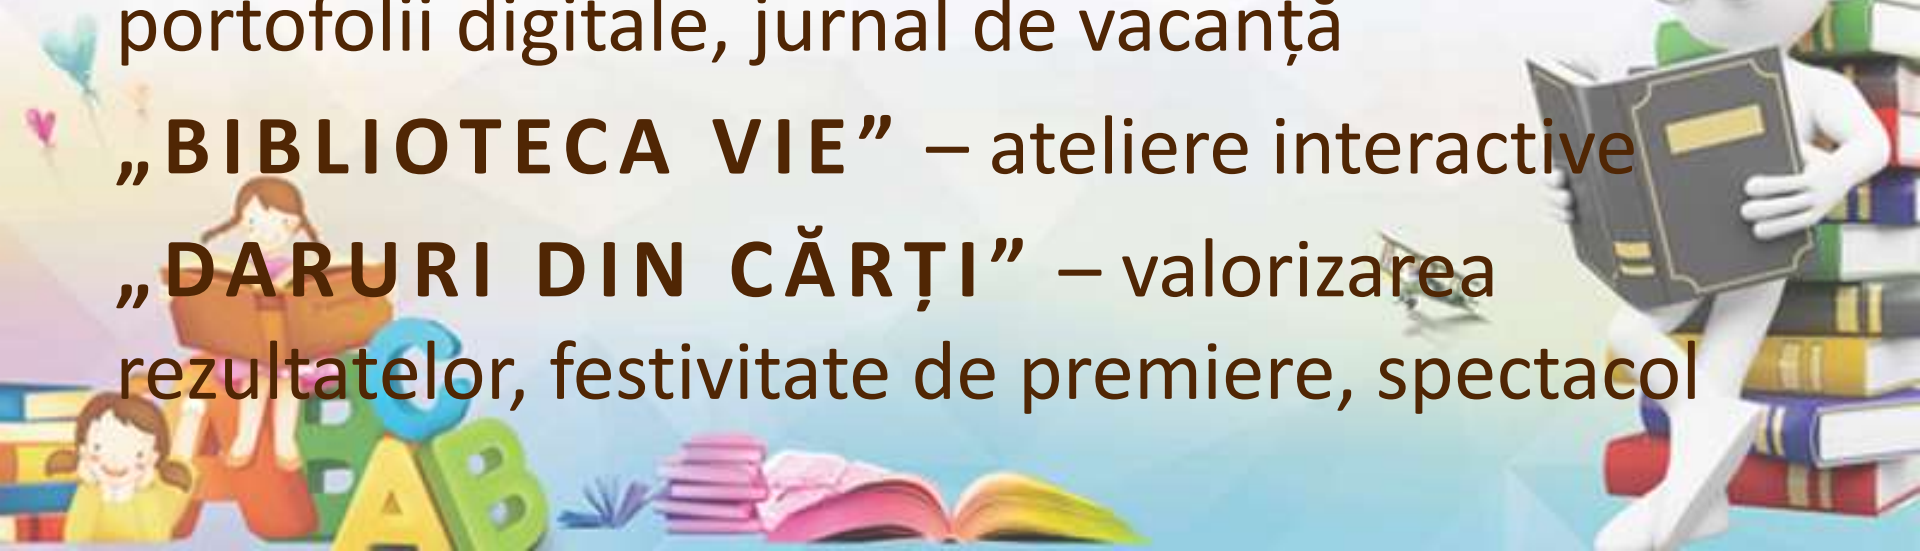 portofolii digitale, jurnal de vacanță
„BIBLIOTECA VIE” – ateliere interactive
„DARURI DIN CĂRȚI” – valorizarea
rezultatelor, festivitate de premiere, spectacol
C
B
A
A B